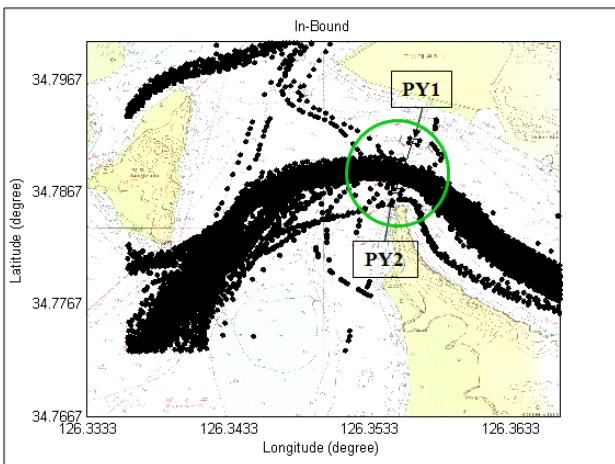 In-Bound
34.7967
34.7867
34.7767
34.7667
Latitude (degree)
PY1
PY2
126.3333
126.3433
126.3533
126.3633
Longitude (degree)